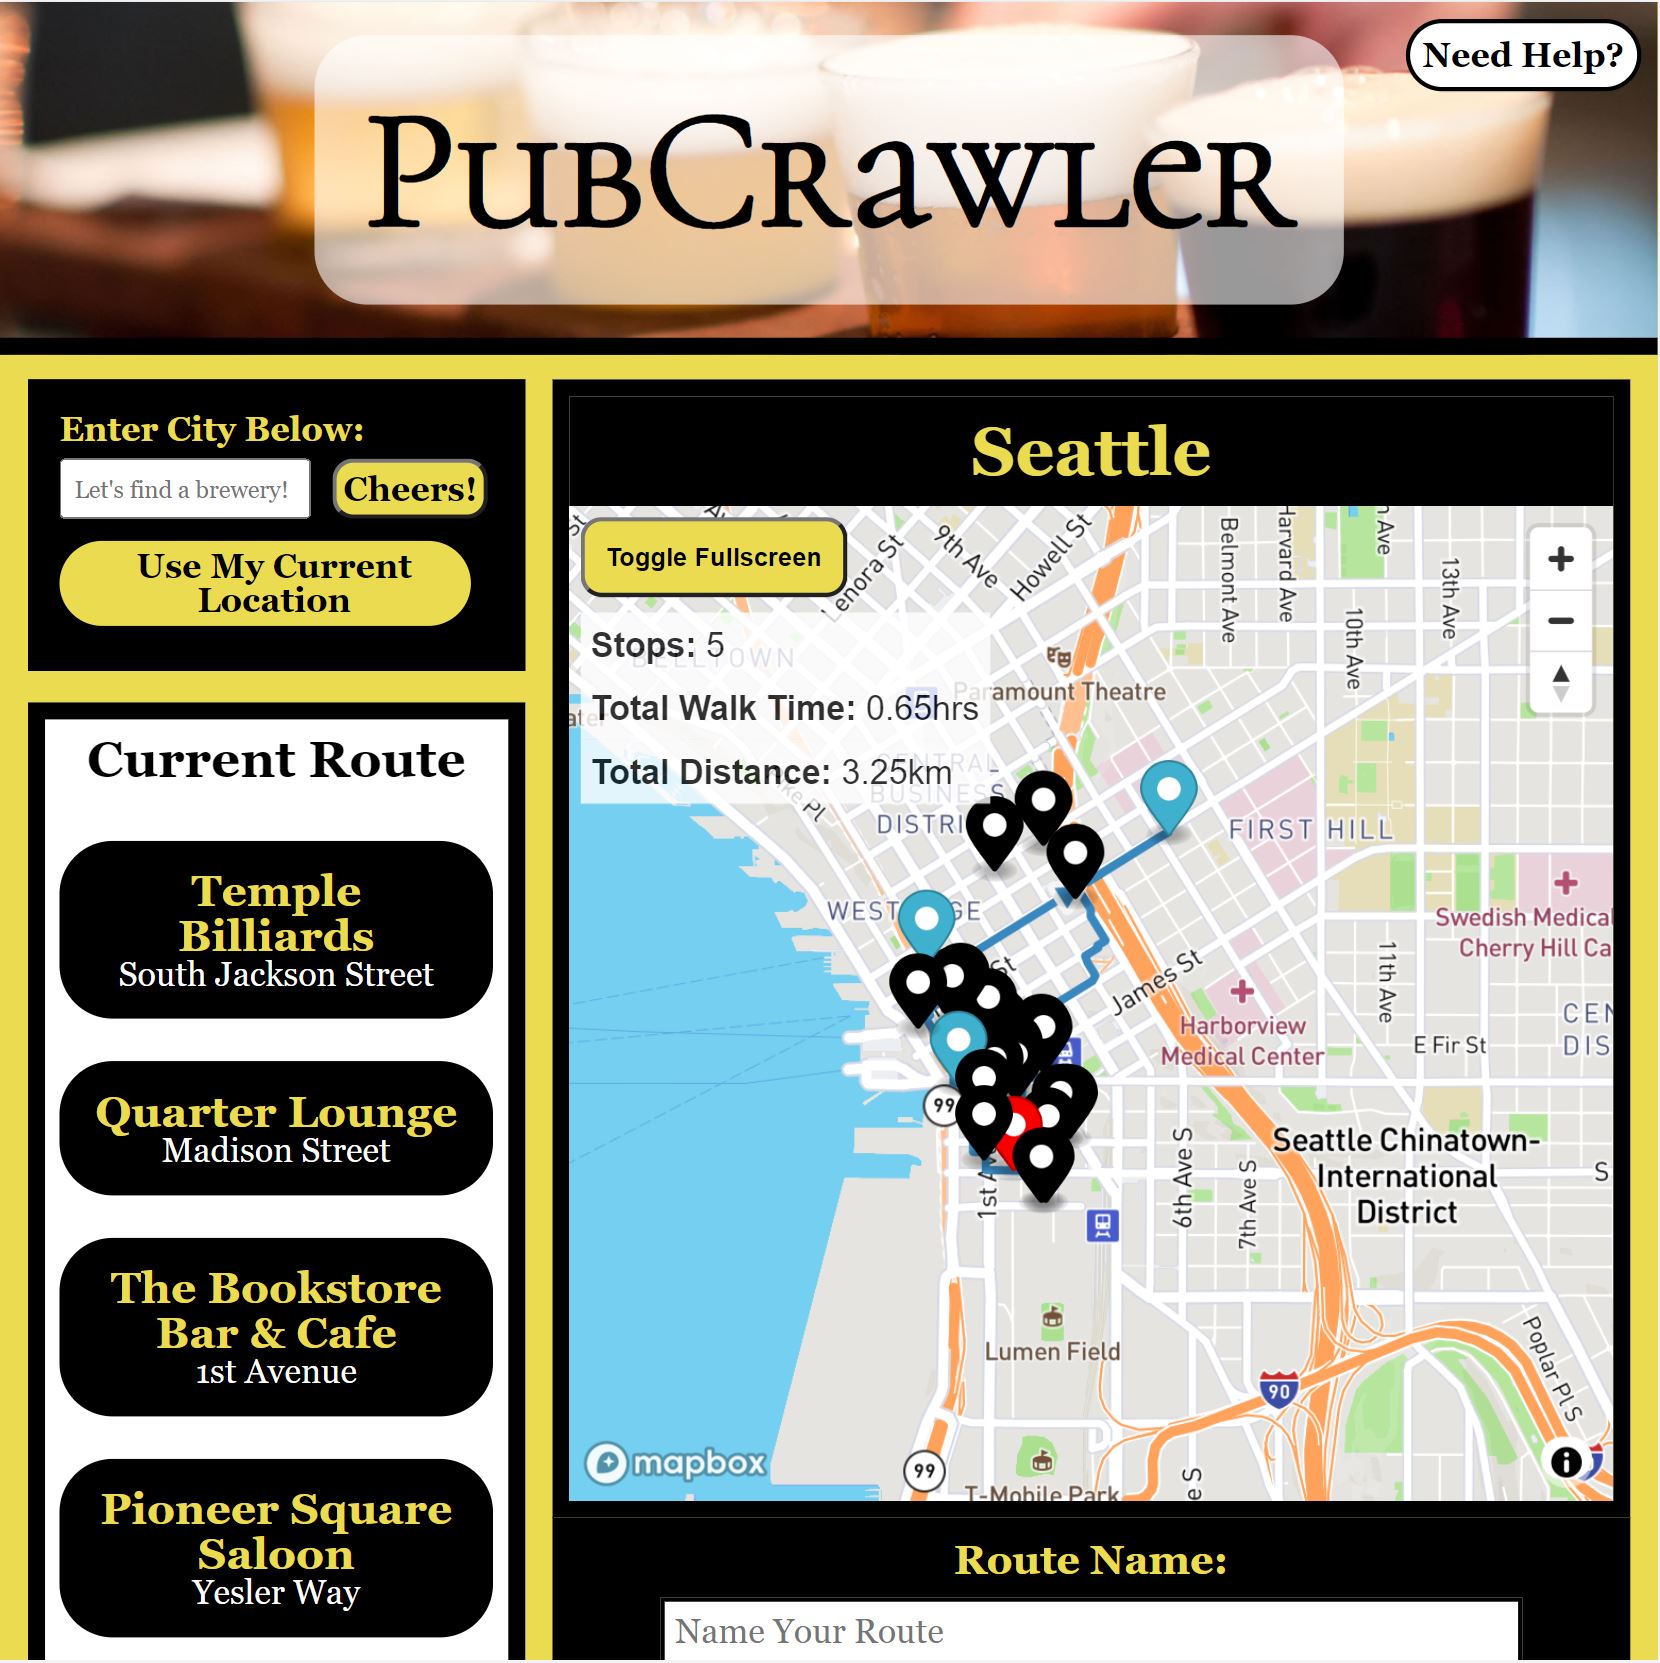 Need Help?
PubCrawler
Enter City Below:
Let's find a brewery!
Cheers!
Use My Current
Location
Current Route
Temple
Billiards
South Jackson Street
Quarter Lounge
Madison Street
The Bookstore
Bar & Cafe
1st Avenue
Pioneer Square
Saloon
Yesler Way
Seattle
Toggle Fullscreen
Stops: 5
Total Walk Time: 0.65hrs
Total Distance: 3.25km
Lenora St
9th Ave
Howell St
Belmont Ave
Harvard Ave
10th Ave
13th Ave
BELLTOWN
Paramount Theatre
CENTRAL
BUSINESS
FIRST HILL
Swedish Medical
Cherry Hill Ca
11th Ave
James St
Harborview
Medical Center
E Fir St
99
1st Av
6th Ave S
7th Ave S
Seattle Chinatown-
International
District
Lumen Field
90
Poplar Pl S
mapbox
99
T-Mobile Park
Route Name:
Name Your Route